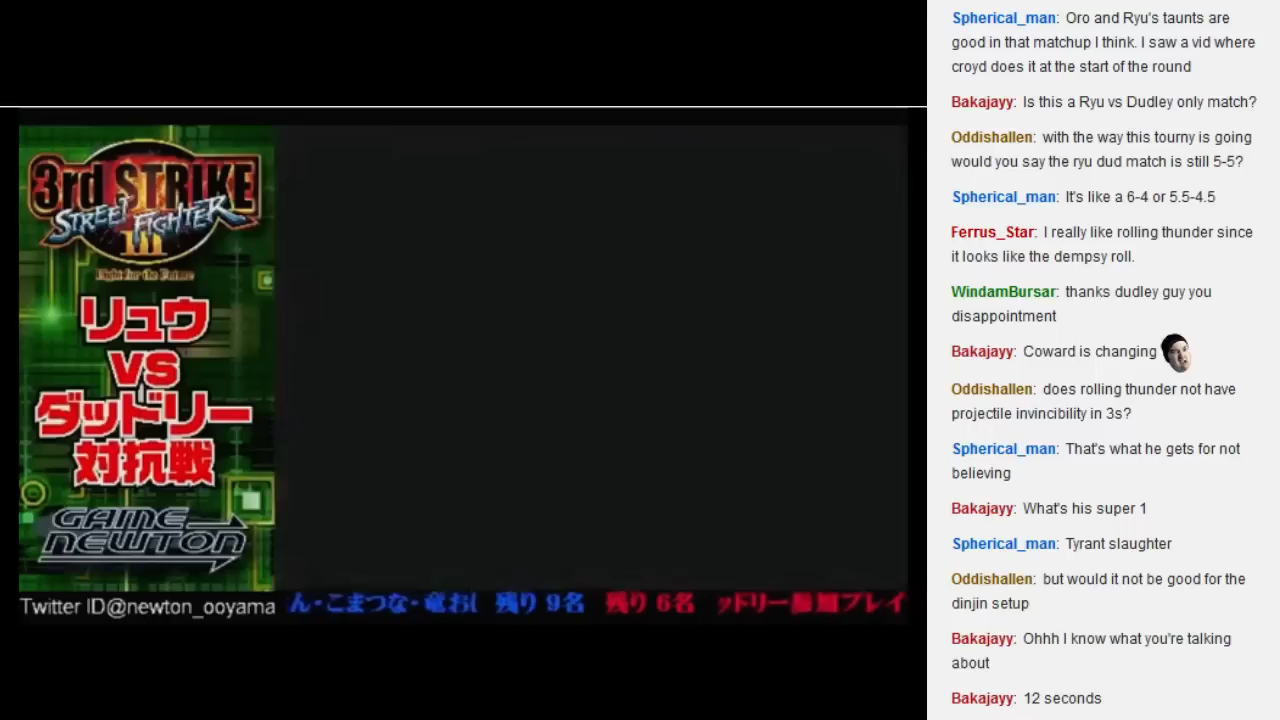 3rd STRIKE
STREET FIGHTER
III
Fight for the Future
リュウ
vs
ダッドリー
対抗戦
GAME
NEWTON
Twitter ID@newton_ooyama
ん・こまつな・竜お 残り 9名 残り 6名 ッドリー参加プレイ
Spherical_man: Oro and Ryu's taunts are
good in that matchup I think. I saw a vid where
croyd does it at the start of the round
Bakajayy: Is this a Ryu vs Dudley only match?
Oddishallen: with the way this tourny is going
would you say the ryu dud match is still 5-5?
Spherical_man: It's like a 6-4 or 5.5-4.5
Ferrus_Star: I really like rolling thunder since
it looks like the dempsy roll.
WindamBursar: thanks dudley guy you
disappointment
Bakajayy: Coward is changing
Oddishallen: does rolling thunder not have
projectile invincibility in 3s?
Spherical_man: That's what he gets for not
believing
Bakajayy: What's his super 1
Spherical_man: Tyrant slaughter
Oddishallen: but would it not be good for the
dinjin setup
Bakajayy: Ohhh I know what you're talking
about
Bakajayy: 12 seconds